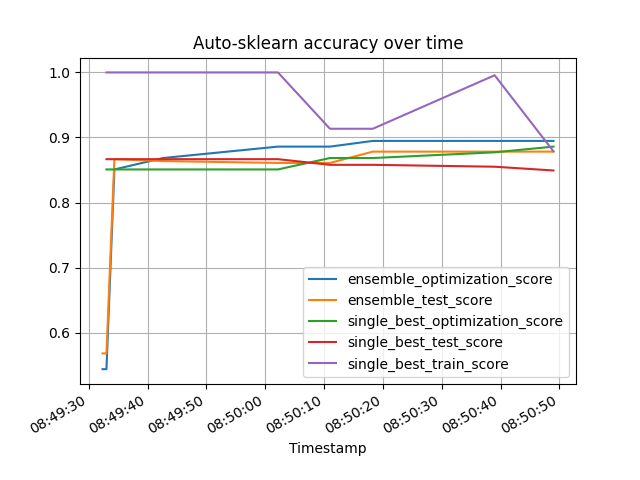 Auto-sklearn accuracy over time
1.0
0.9
0.8
0.7
0.6
ensemble_optimization_score
ensemble_test_score
single_best_optimization_score
single_best_test_score
single_best_train_score
08:49:30
08:49:40
08:49:50
08:50:00
08:50:10
08:50:20
08:50:30
08:50:40
08:50:50
Timestamp